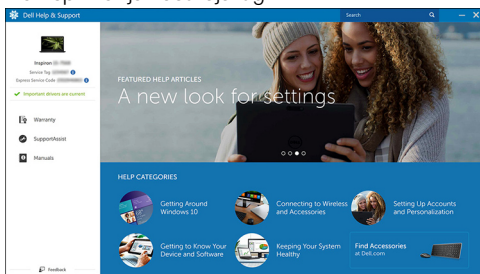 Dell Help & Support
Search
Inspiron
Service Tag
Express Service Code
Important drivers are current
Warranty
SupportAssist
Manuals
Feedback
FEATURED HELP ARTICLES
A new look for settings
HELP CATEGORIES
Getting Around
Windows 10
Connecting to Wireless
and Accessories
Setting Up Accounts
and Personalization
Getting to Know Your
Device and Software
Keeping Your System
Healthy
Find Accessories
at Dell.com